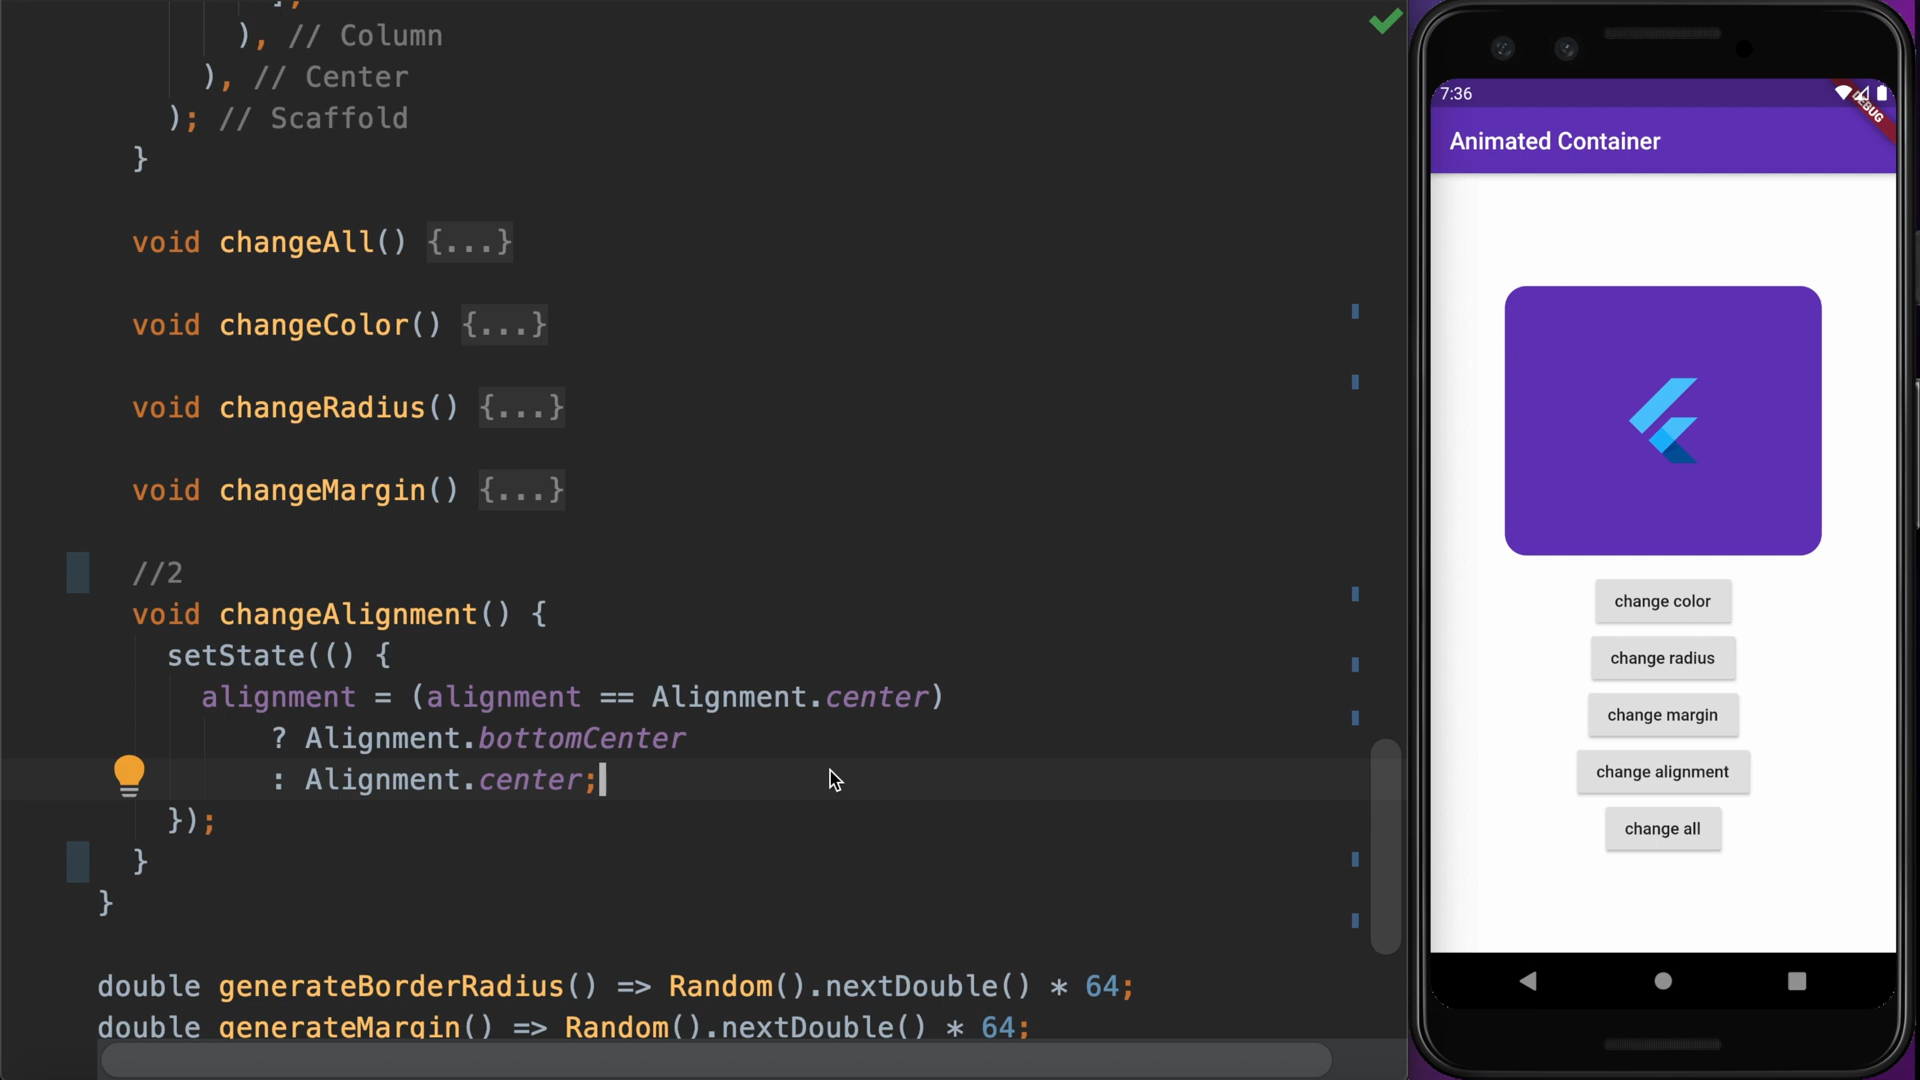 ], 
), // Column
), // Center
); // Scaffold
}
void changeAll() {...}
void changeColor() {...}
void changeRadius() {...}
void changeMargin() {...}
//2
void changeAlignment() {
setState(() {
alignment = (alignment == Alignment.center)
? Alignment.bottomCenter
: Alignment.center;
});
}
}
double generateBorderRadius() => Random().nextDouble() * 64;
double generateMargin() => Random().nextDouble() * 64;
7:36
DEBUG
Animated Container
change color
change radius
change margin
change alignment
change all